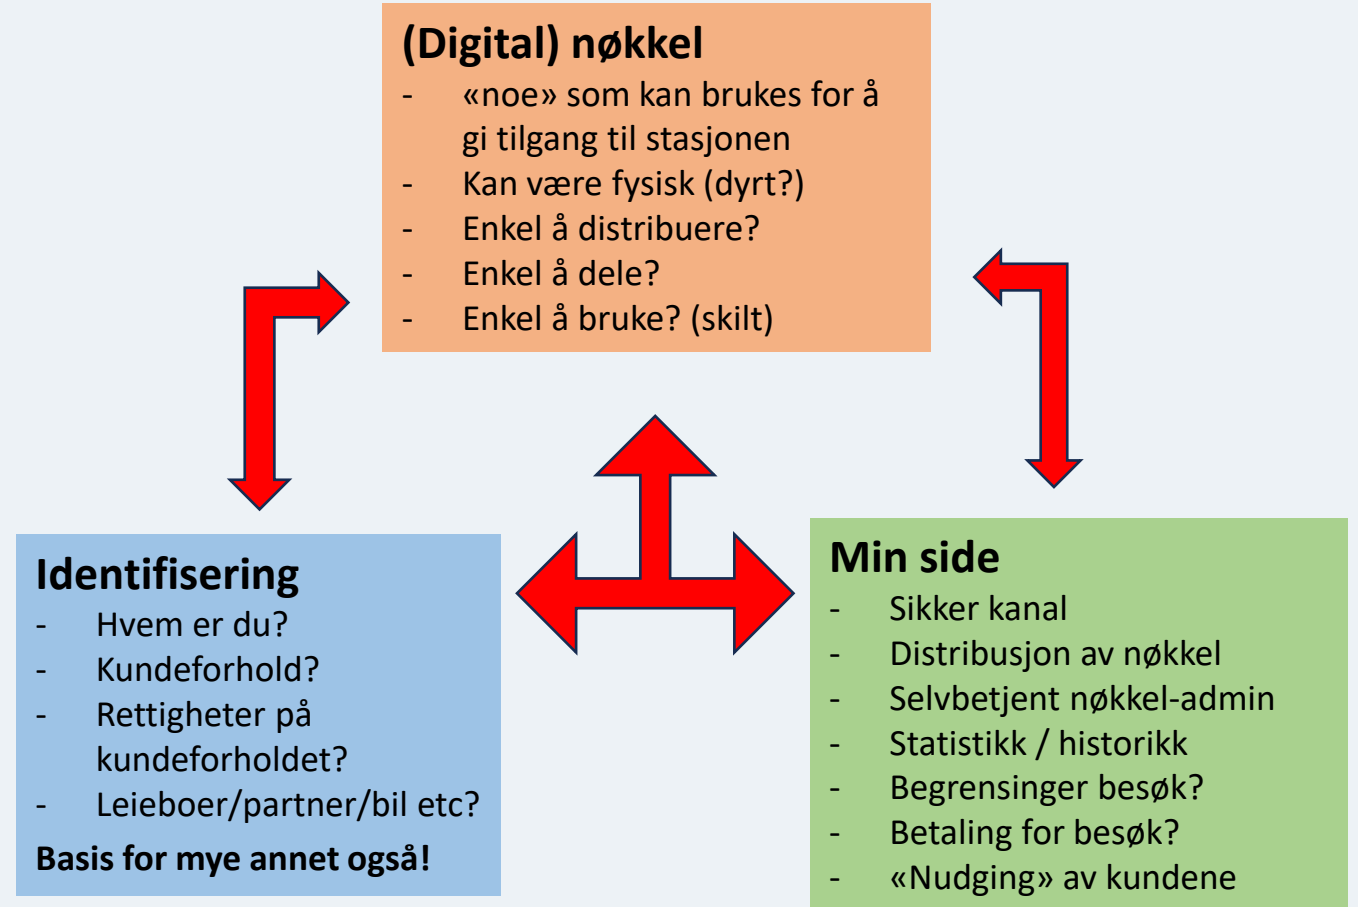 (Digital) nøkkel
- «noe» som kan brukes for å
gi tilgang til stasjonen
- Kan være fysisk (dyrt?)
- Enkel å distribuere?
- Enkel å dele?
- Enkel å bruke? (skilt)
Identifisering
- Hvem er du?
- Kundeforhold?
- Rettigheter på
kundeforholdet?
- Leieboer/partner/bil etc?
Basis for mye annet også!
Min side
- Sikker kanal
- Distribusjon av nøkkel
- Selvbetjent nøkkel-admin
- Statistikk / historikk
- Begrensinger besøk?
- Betaling for besøk?
- «Nudging» av kundene